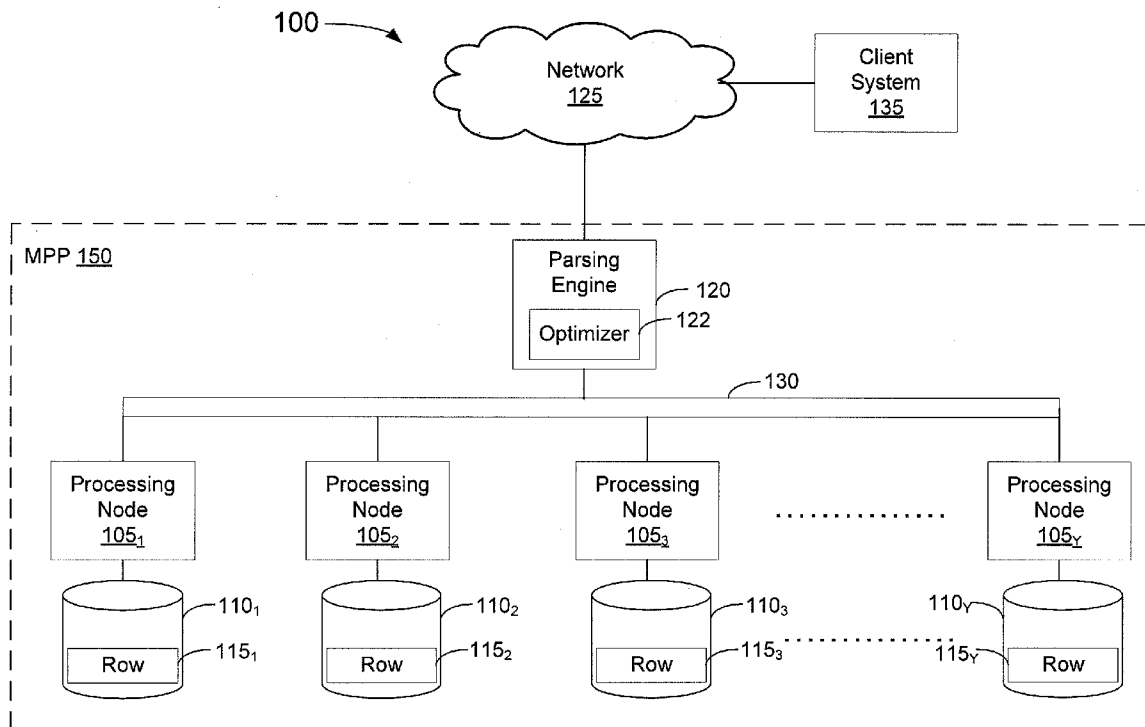 100
Network
125
Client
System
135
MPP 150
Parsing
Engine
120
Optimizer
122
130
Processing
Node
105₁
Processing
Node
105₂
Processing
Node
105₃
Processing
Node
105Y
110₁
110₂
110₃
110Y
Row
115₁
Row
115₂
Row
115₃
115Y
Row